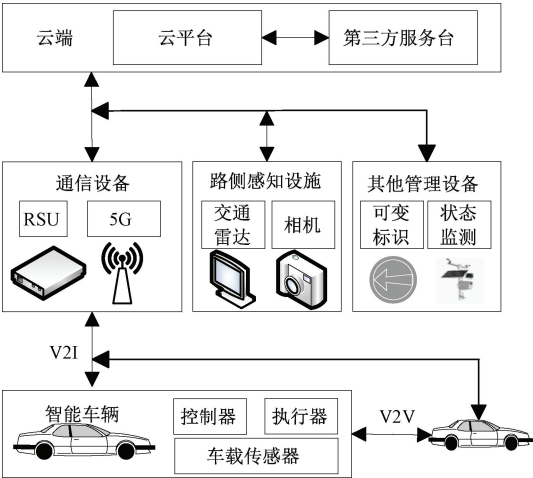 云端
云平台
第三方服务台
通信设备
RSU
5G
路侧感知设施
交通
雷达
相机
其他管理设备
可变
标识
状态
监测
V2I
智能车辆
控制器
执行器
车载传感器
V2V